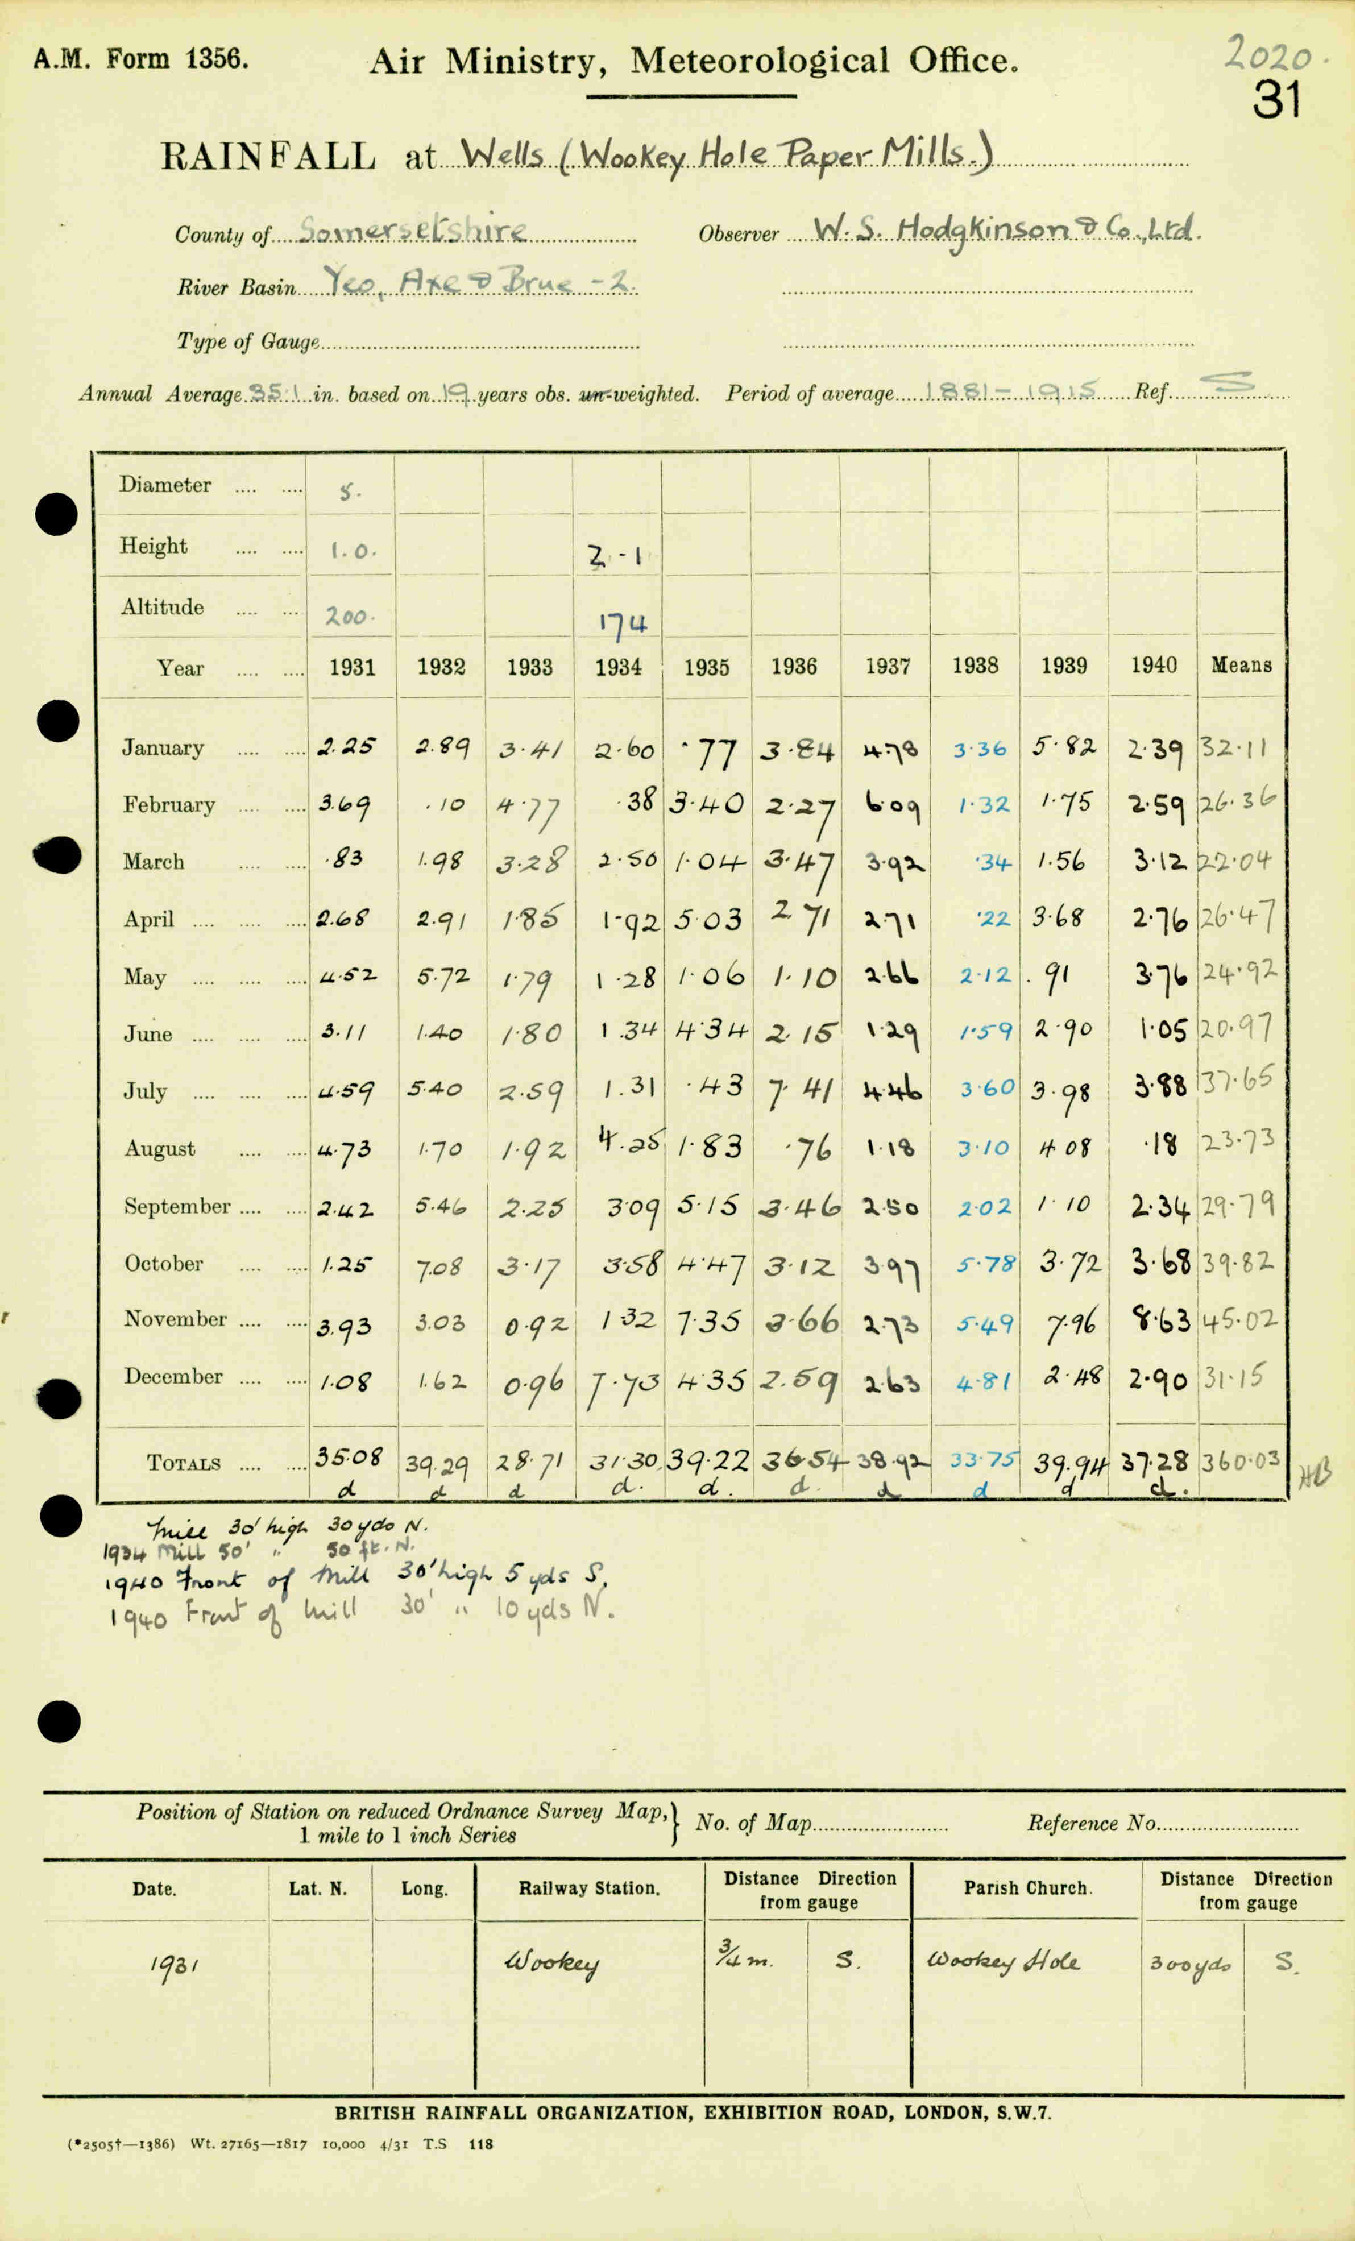 A.M. Form 1356.
Air Ministry, Meteorological Office.
2020.
31
RAINFALL at Wells (Wookey Hole Paper Mills.)
County of Somersetshire Observer W. S. Hodgkinson & Co., Ltd.
River Basin Yeo, Axe & Brue - 2.
Type of Gauge
Annual Average 35.1 in. based on 19 years obs. un-weighted. Period of average 1881-1915 Ref. S
Diameter .... .... 5.
Height .... .... 1.0. 2-1
Altitude .... .... 200. 174
Year .... .... 1931 1932 1933 1934 1935 1936 1937 1938 1939 1940 Means
January .... .... 2.25 2.89 3.41 2.60 .77 3.84 4.78 3.36 5.82 2.39 32.11
February .... .... 3.69 .10 4.77 .38 3.40 2.27 6.09 1.32 1.75 2.59 26.36
March .... .... .83 1.98 3.28 2.50 1.04 3.47 3.92 .34 1.56 3.12 22.04
April .... .... .... 2.68 2.91 1.85 1.92 5.03 2.71 2.71 .22 3.68 2.76 26.47
May .... .... .... 4.52 5.72 1.79 1.28 1.06 1.10 2.66 2.12 .91 3.76 24.92
June .... .... .... 3.11 1.40 1.80 1.34 4.34 2.15 1.29 1.59 2.90 1.05 20.97
July .... .... .... 4.59 5.40 2.59 1.31 .43 7.41 4.46 3.60 3.98 3.88 37.65
August .... .... 4.73 1.70 1.92 4.25 1.83 .76 1.18 3.10 4.08 .18 23.73
September .... .... 2.42 5.46 2.25 3.09 5.15 3.46 2.50 2.02 1.10 2.34 29.79
October .... .... 1.25 7.08 3.17 3.58 4.47 3.12 3.97 5.78 3.72 3.68 39.82
November .... .... 3.93 3.03 0.92 1.32 7.35 3.66 2.73 5.49 7.96 8.63 45.02
December .... .... 1.08 1.62 0.96 7.73 4.35 2.59 2.63 4.81 2.48 2.90 31.15
TOTALS .... .... 35.08 39.29 28.71 31.30 39.22 36.54 38.92 33.75 39.94 37.28 360.03
d d d d. d. d. d d d d.
HB
Mill 30' high 30 yds N.
1934 Mill 50' " 50 ft. N.
1940 Front of Mill 30' high 5 yds S.
1940 Front of Mill 30' " 10 yds N.
Position of Station on reduced Ordnance Survey Map, } No. of Map Reference No.
1 mile to 1 inch Series
Date. Lat. N. Long. Railway Station. Distance Direction from gauge Parish Church. Distance Direction from gauge
1931 Wookey 3/4 m. S. Wookey Hole 300 yds S.
BRITISH RAINFALL ORGANIZATION, EXHIBITION ROAD, LONDON, S.W.7.
(*2505†—1386) Wt. 27165—1817 10,000 4/31 T.S 118